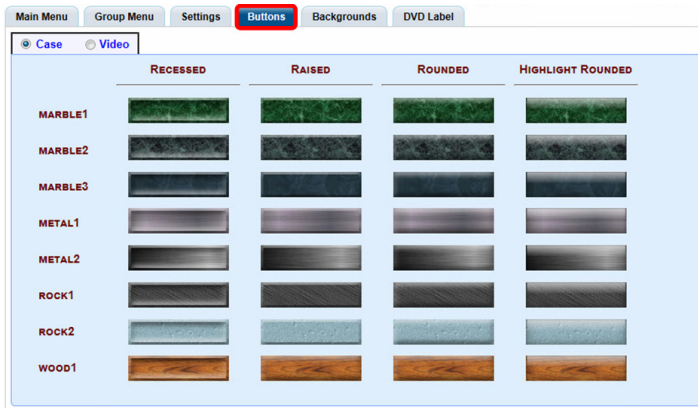 Main Menu Group Menu Settings Buttons Backgrounds DVD Label
Case Video
RECESSED RAISED ROUNDED HIGHLIGHT ROUNDED
MARBLE1
MARBLE2
MARBLE3
METAL1
METAL2
ROCK1
ROCK2
WOOD1